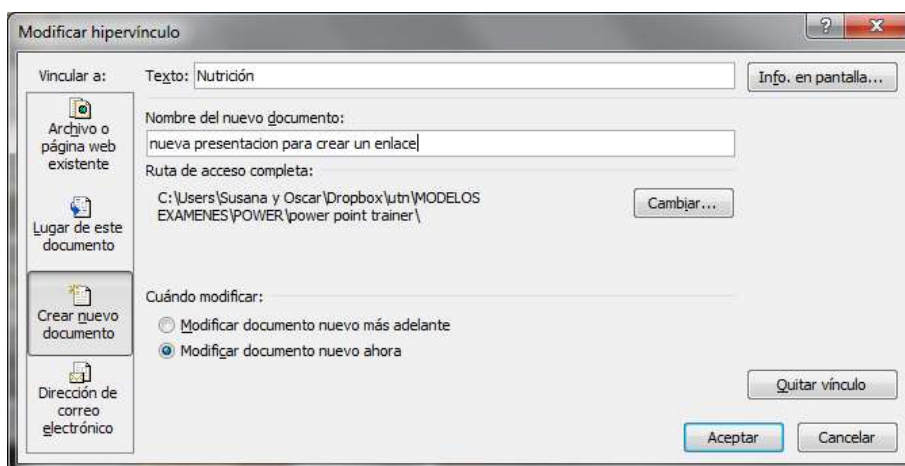 Modificar hipervínculo
Vincular a:
Texto: Nutrición
Info. en pantalla...
Archivo o
página web
existente
Lugar de este
documento
Crear nuevo
documento
Dirección de
correo
electrónico
Nombre del nuevo documento:
nueva presentacion para crear un enlace
Ruta de acceso completa:
C:\Users\Susana y Oscar\Dropbox\utn\MODELOS
EXAMENES\POWER\power point trainer\
Cambiar...
Cuándo modificar:
Modificar documento nuevo más adelante
Modificar documento nuevo ahora
Quitar vínculo
Aceptar
Cancelar